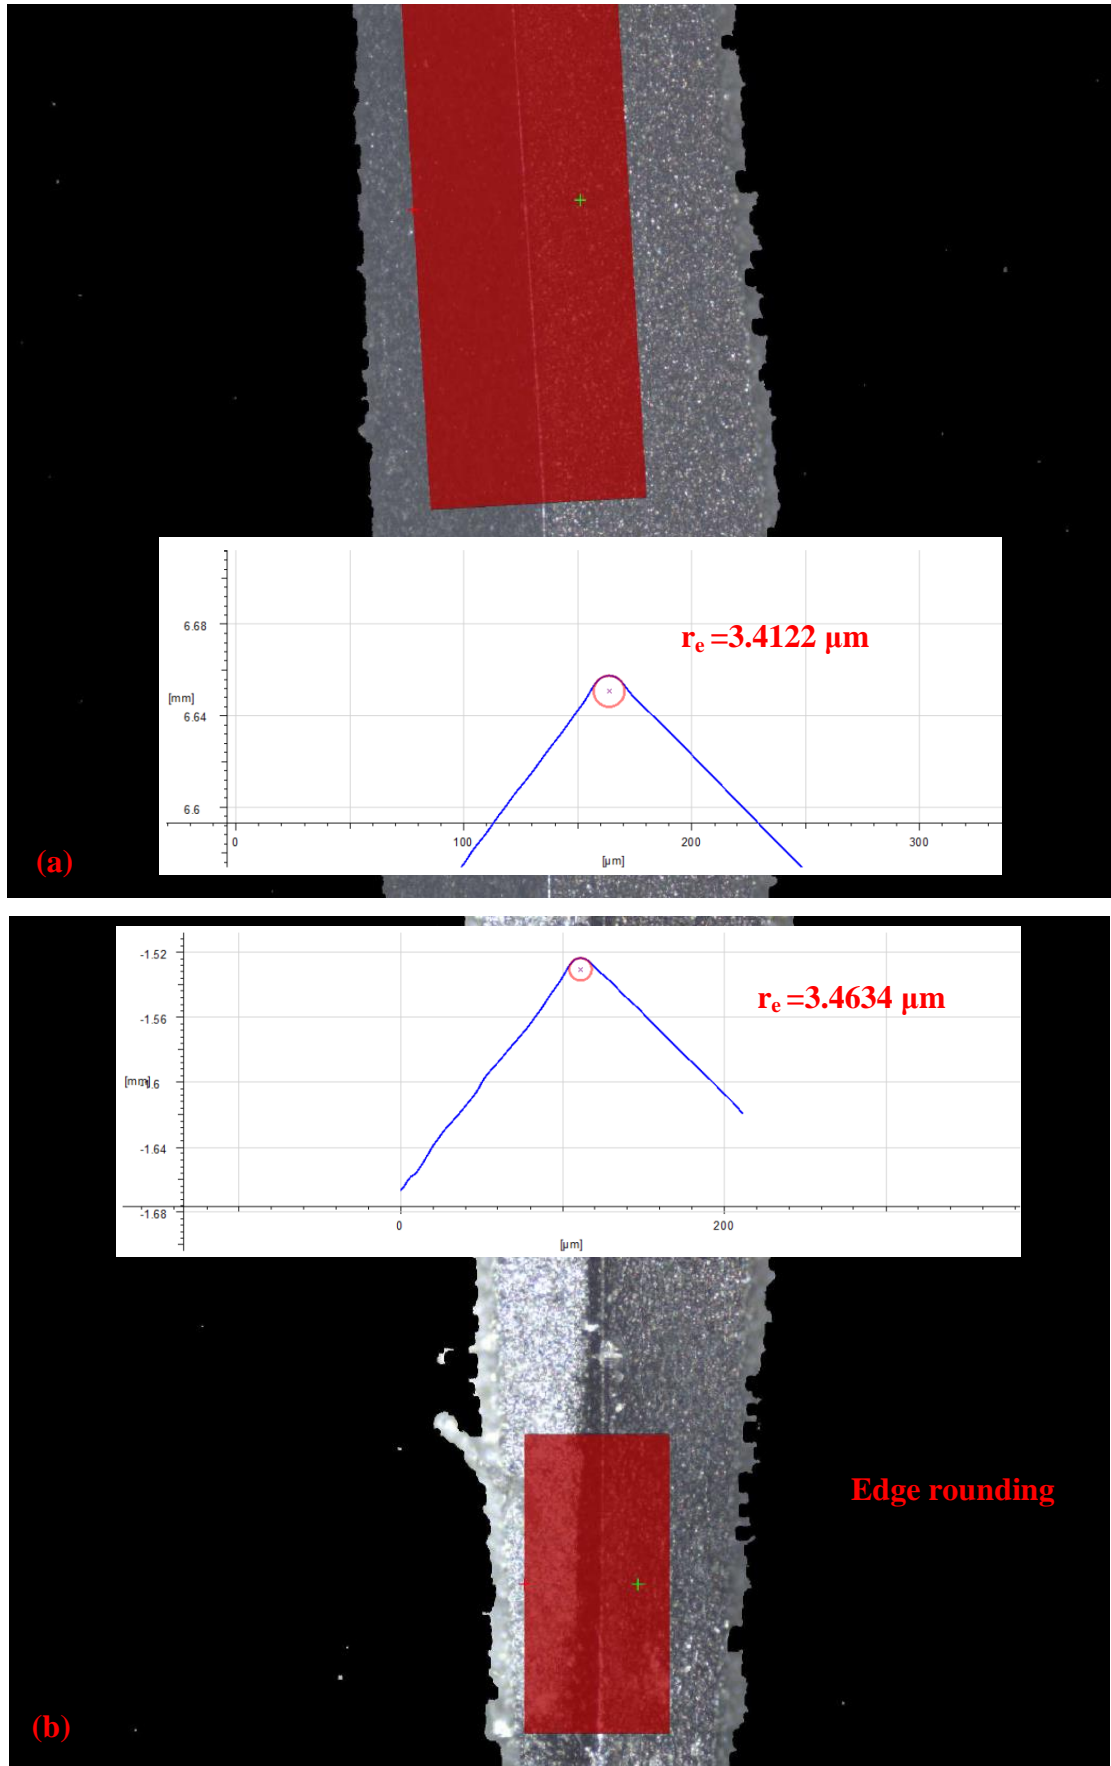 rₑ =3.4122 μm
6.68
[mm]
6.64
6.6
0 100 200 300
[μm]
(a)
-1.52
rₑ =3.4634 μm
-1.56
[mm]
-1.6
-1.64
-1.68
0 200
[μm]
Edge rounding
(b)